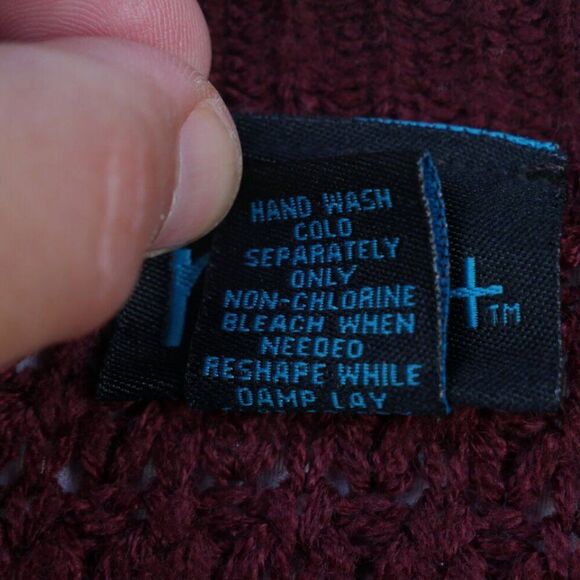 HAND WASH
COLD
SEPARATELY
ONLY
NON-CHLORINE
BLEACH WHEN
NEEDED
RESHAPE WHILE
DAMP LAY
+™